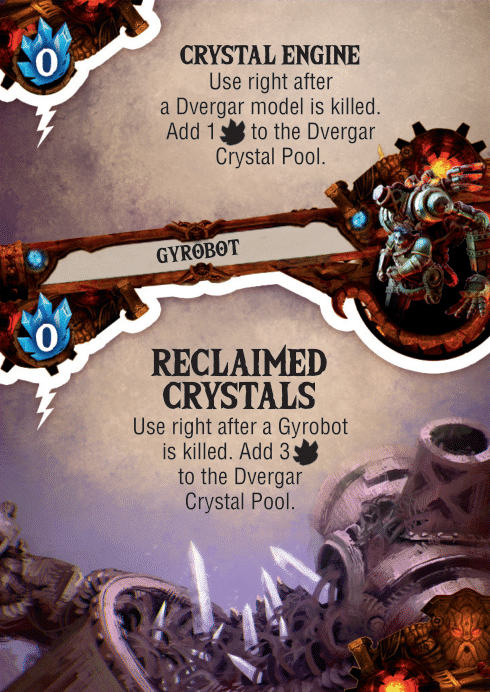 0
CRYSTAL ENGINE
Use right after
a Dvergar model is killed.
Add 1 to the Dvergar
Crystal Pool.
GYROBOT
0
RECLAIMED
CRYSTALS
Use right after a Gyrobot
is killed. Add 3
to the Dvergar
Crystal Pool.